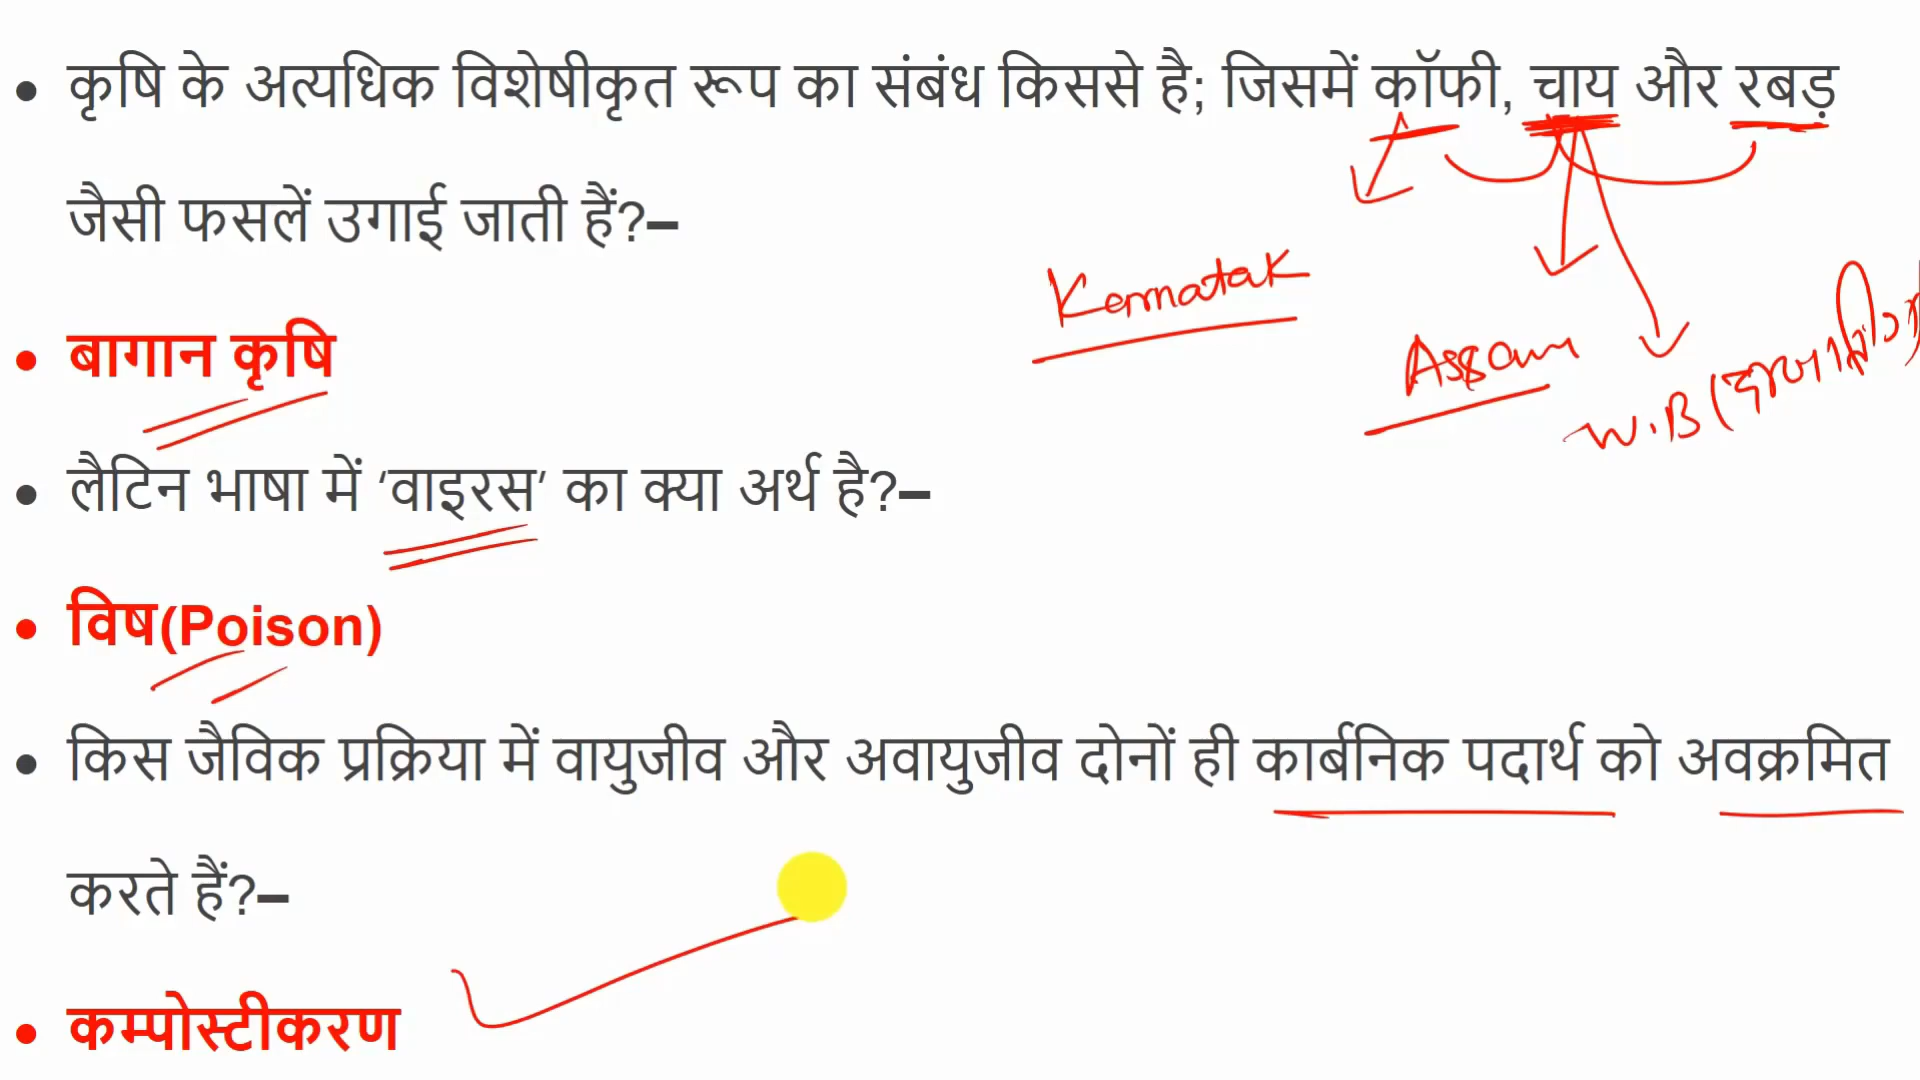 • कृषि के अत्यधिक विशेषीकृत रूप का संबंध किससे है; जिसमें कॉफी, चाय और रबड़
जैसी फसलें उगाई जाती हैं?–
Kernatak
Assam
W.B (
• बागान कृषि
• लैटिन भाषा में ‘वाइरस’ का क्या अर्थ है?–
• विष(Poison)
• किस जैविक प्रक्रिया में वायुजीव और अवायुजीव दोनों ही कार्बनिक पदार्थ को अवक्रमित
करते हैं?–
• कम्पोस्टीकरण